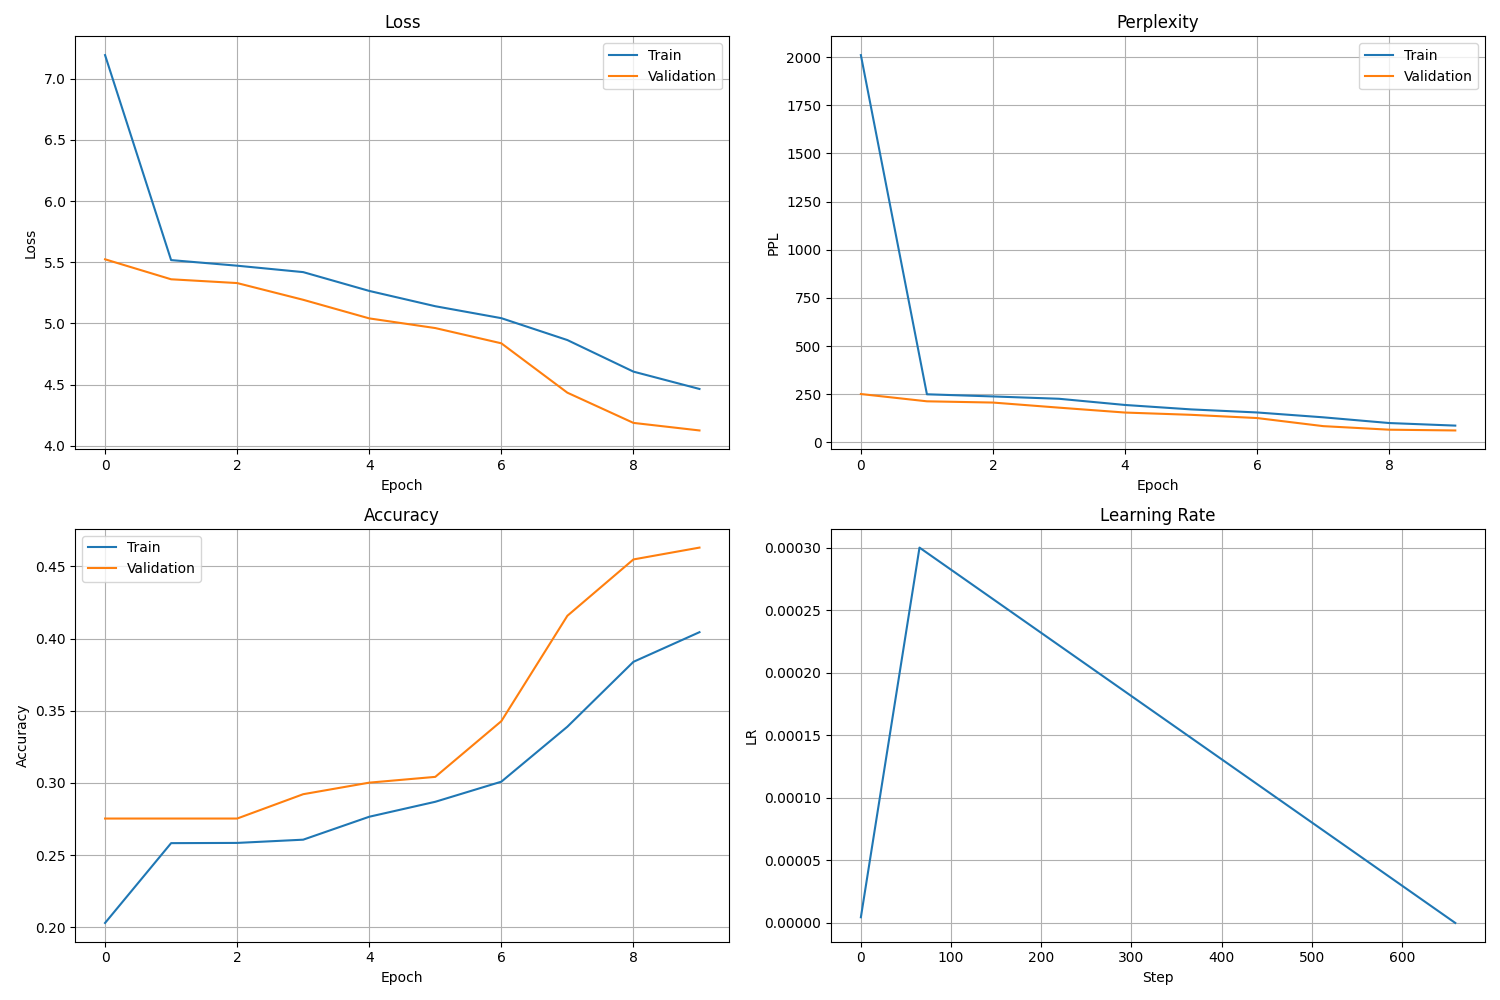 Loss
7.0
6.5
6.0
5.5
5.0
4.5
4.0
Loss
Train
Validation
0 2 4 6 8
Epoch
Perplexity
2000
1750
1500
1250
1000
750
500
250
0
PPL
Train
Validation
0 2 4 6 8
Epoch
Accuracy
0.45
0.40
0.35
0.30
0.25
0.20
Accuracy
Train
Validation
0 2 4 6 8
Epoch
Learning Rate
0.00030
0.00025
0.00020
0.00015
0.00010
0.00005
0.00000
LR
0 100 200 300 400 500 600
Step